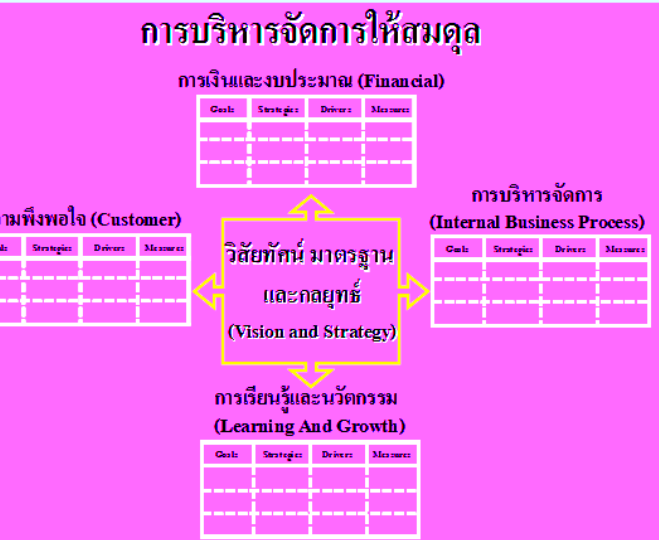 การบริหารจัดการให้สมดุล
การเงินและงบประมาณ (Financial)
Goals Strategies Drivers Measures
การบริหารจัดการ
(Internal Business Process)
Goals Strategies Drivers Measures
ามพึงพอใจ (Customer)
als Strategies Drivers Measures
วิสัยทัศน์ มาตรฐาน
และกลยุทธ์
(Vision and Strategy)
การเรียนรู้และนวัตกรรม
(Learning And Growth)
Goals Strategies Drivers Measures